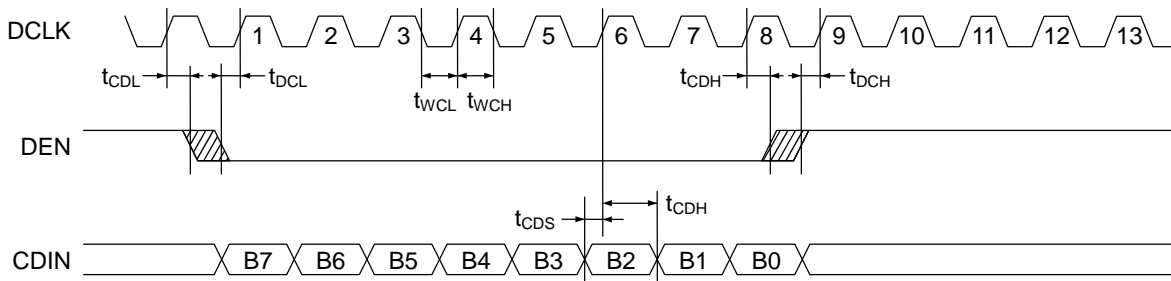 DCLK 1 2 3 4 5 6 7 8 9 10 11 12 13
tCDL tDCL tWCL tWCH tCDH tDCH
DEN
tCDS tCDH
CDIN B7 B6 B5 B4 B3 B2 B1 B0